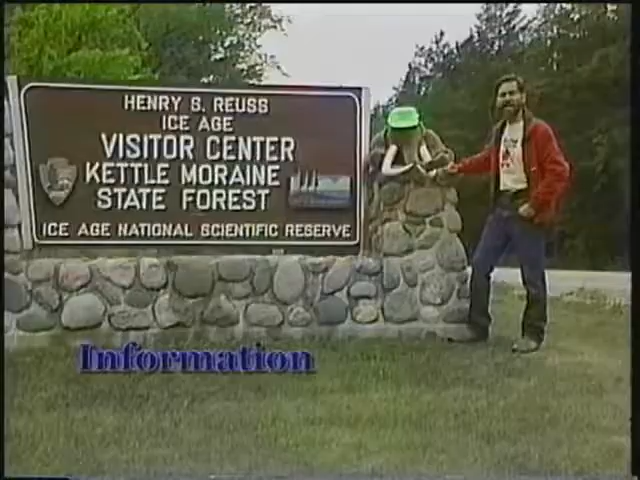 HENRY S. REUSS
ICE AGE
VISITOR CENTER
KETTLE MORAINE
STATE FOREST
ICE AGE NATIONAL SCIENTIFIC RESERVE
Information